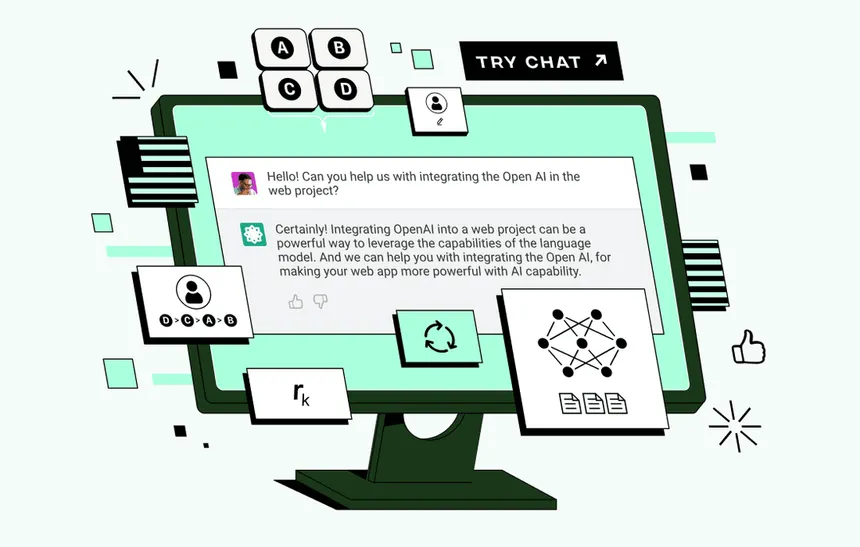 A B
C D
TRY CHAT
Hello! Can you help us with integrating the Open AI in the
web project?
Certainly! Integrating OpenAI into a web project can be a
powerful way to leverage the capabilities of the language
model. And we can help you with integrating the Open AI, for
making your web app more powerful with AI capability.
D > C > A > B
rk